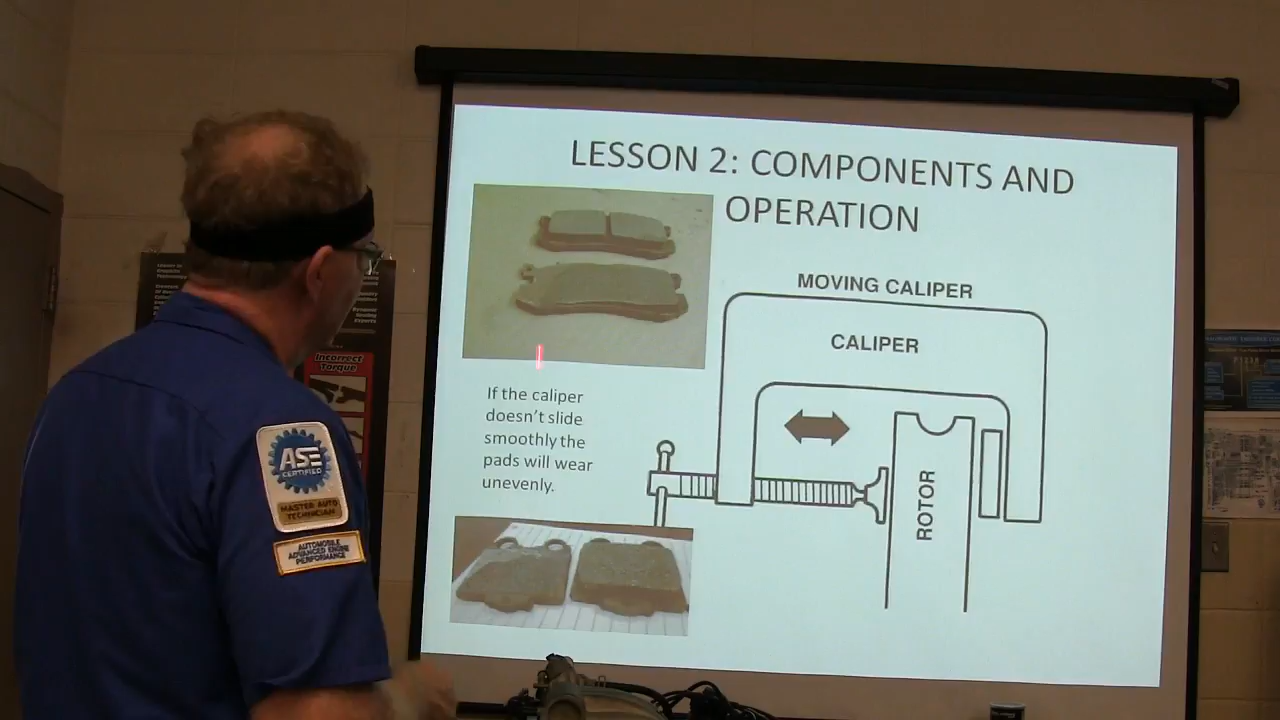 LESSON 2: COMPONENTS AND
OPERATION
MOVING CALIPER
CALIPER
If the caliper
doesn't slide
smoothly the
pads will wear
unevenly.
ROTOR
Incorrect
Torque
ASE
CERTIFIED
MASTER AUTO
TECHNICIAN
AUTOMOBILE
ADVANCED ENGINE
PERFORMANCE